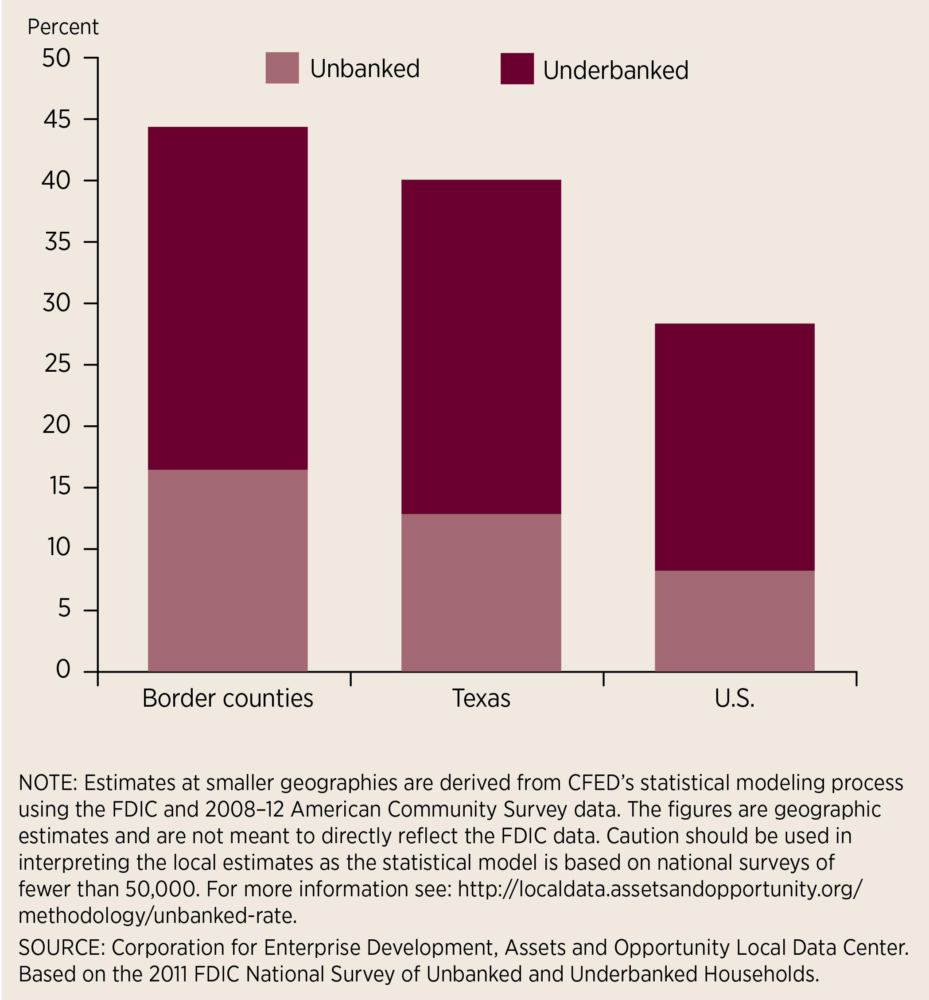 Percent
50
Unbanked
Underbanked
45
40
35
30
25
20
15
10
5
0
Border counties
Texas
U.S.
NOTE: Estimates at smaller geographies are derived from CFED’s statistical modeling process
using the FDIC and 2008–12 American Community Survey data. The figures are geographic
estimates and are not meant to directly reflect the FDIC data. Caution should be used in
interpreting the local estimates as the statistical model is based on national surveys of
fewer than 50,000. For more information see: http://localdata.assetsandopportunity.org/
methodology/unbanked-rate.
SOURCE: Corporation for Enterprise Development, Assets and Opportunity Local Data Center.
Based on the 2011 FDIC National Survey of Unbanked and Underbanked Households.